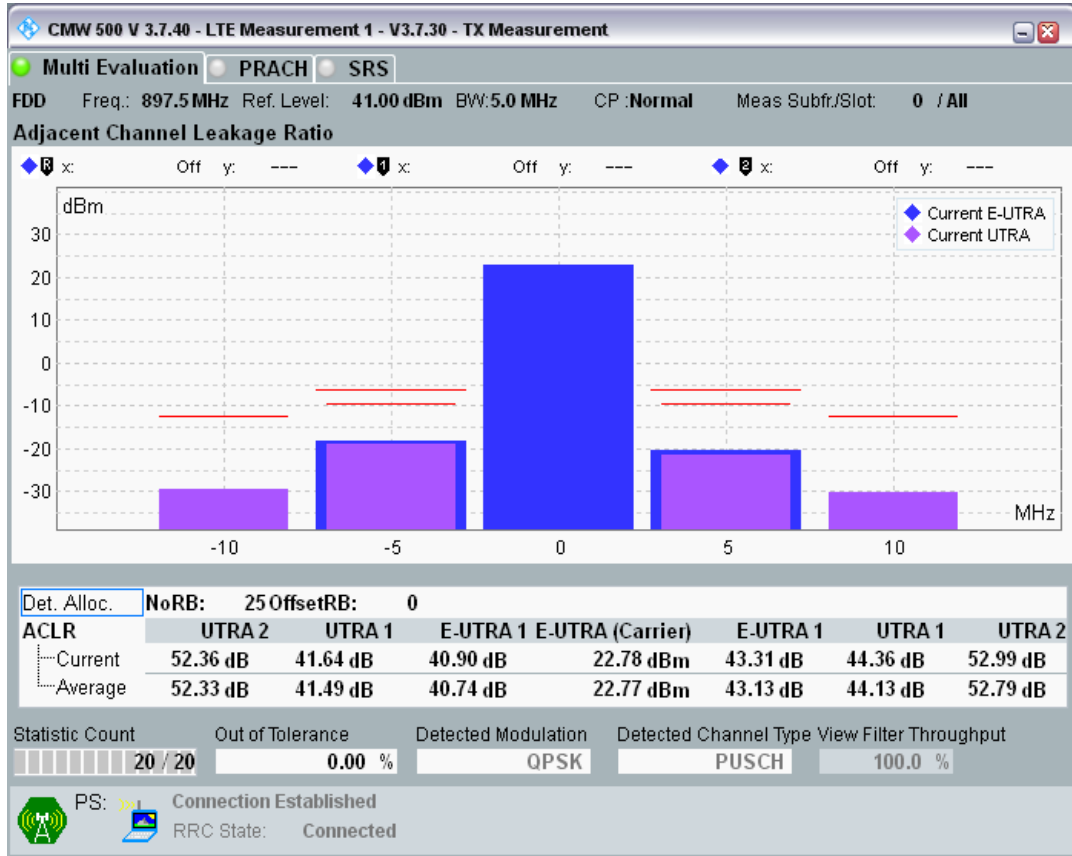 CMW 500 V 3.7.40 - LTE Measurement 1 - V3.7.30 - TX Measurement
Multi Evaluation PRACH SRS
FDD Freq.: 897.5 MHz Ref. Level: 41.00 dBm BW:5.0 MHz CP :Normal Meas Subfr./Slot: 0 / All
Adjacent Channel Leakage Ratio
R x: Off y: --- 1 x: Off y: --- 2 x: Off y: ---
dBm
Current E-UTRA
Current UTRA
30
20
10
0
-10
-20
-30
MHz
-10 -5 0 5 10
Det. Alloc. NoRB: 25 OffsetRB: 0
ACLR UTRA 2 UTRA 1 E-UTRA 1 E-UTRA (Carrier) E-UTRA 1 UTRA 1 UTRA 2
Current 52.36 dB 41.64 dB 40.90 dB 22.78 dBm 43.31 dB 44.36 dB 52.99 dB
Average 52.33 dB 41.49 dB 40.74 dB 22.77 dBm 43.13 dB 44.13 dB 52.79 dB
Statistic Count Out of Tolerance Detected Modulation Detected Channel Type View Filter Throughput
20 / 20 0.00 % QPSK PUSCH 100.0 %
PS: Connection Established
RRC State: Connected